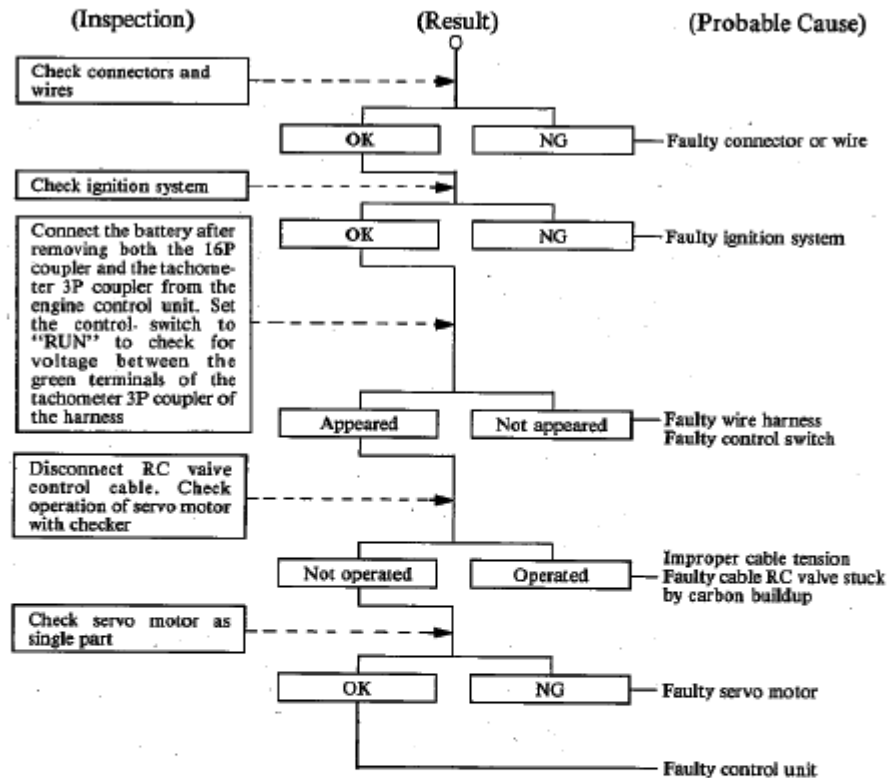 (Inspection) (Result) (Probable Cause)
Check connectors and
wires
OK NG Faulty connector or wire
Check ignition system
OK NG Faulty ignition system
Connect the battery after
removing both the 16P
coupler and the tachome-
ter 3P coupler from the
engine control unit. Set
the control switch to
"RUN" to check for
voltage between the
green terminals of the
tachometer 3P coupler of
the harness
Appeared Not appeared Faulty wire harness
Faulty control switch
Disconnect RC valve
control cable. Check
operation of servo motor
with checker
Not operated Operated Improper cable tension
Faulty cable RC valve stuck
by carbon buildup
Check servo motor as
single part
OK NG Faulty servo motor
Faulty control unit